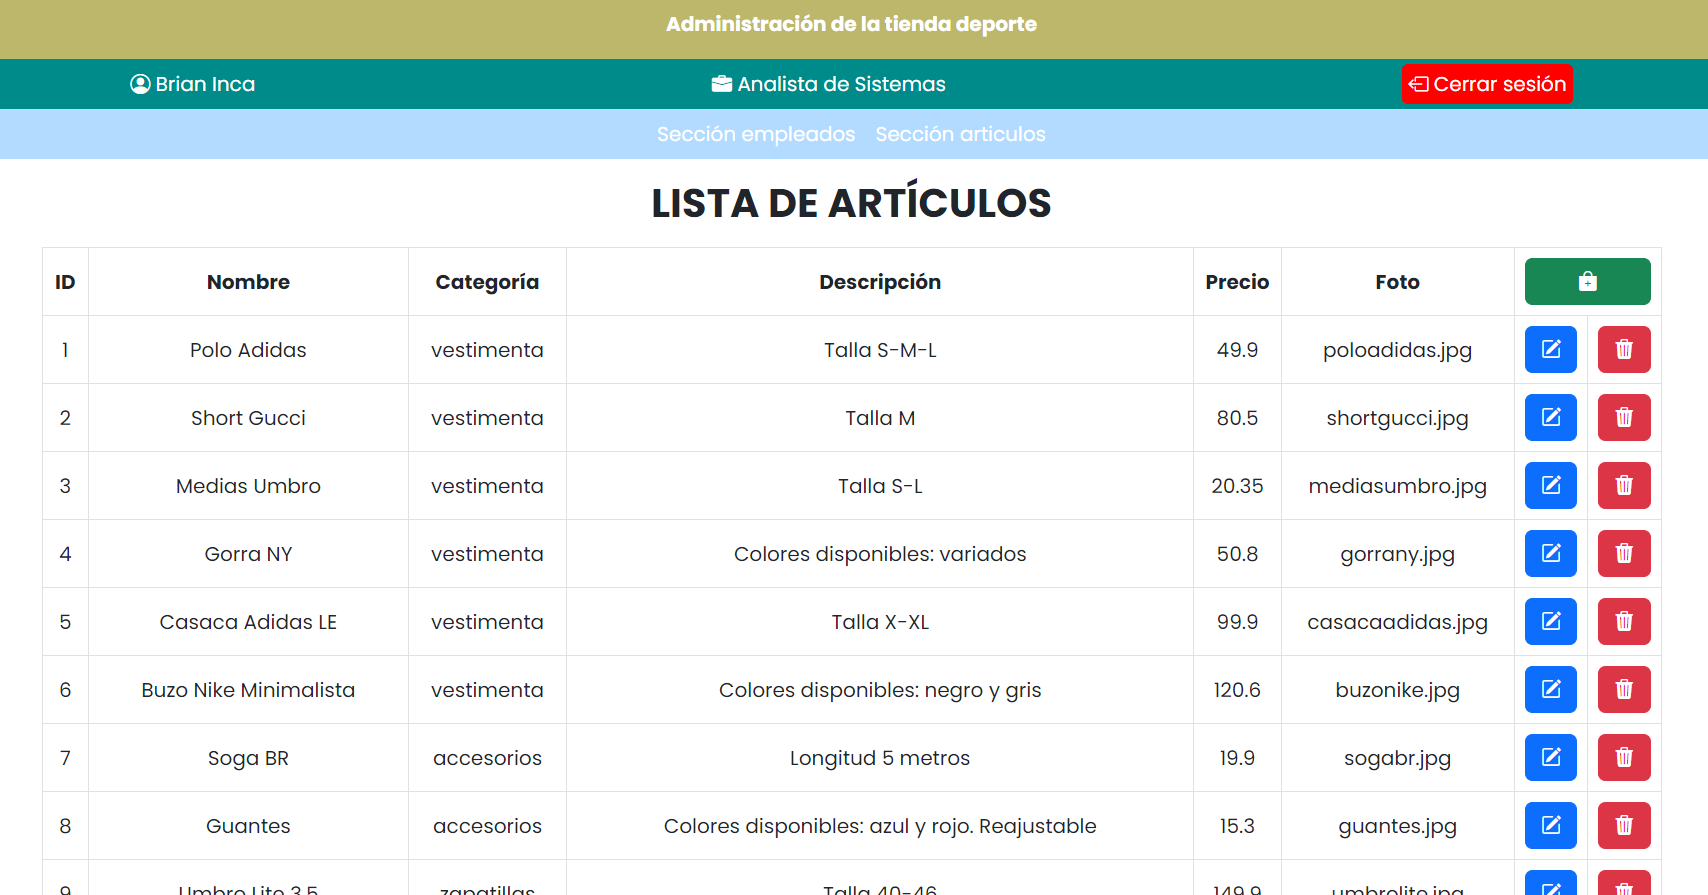 Administración de la tienda deporte
Brian Inca Analista de Sistemas Cerrar sesión
Sección empleados Sección articulos
LISTA DE ARTÍCULOS
ID Nombre Categoría Descripción Precio Foto
1 Polo Adidas vestimenta Talla S-M-L 49.9 poloadidas.jpg
2 Short Gucci vestimenta Talla M 80.5 shortgucci.jpg
3 Medias Umbro vestimenta Talla S-L 20.35 mediasumbro.jpg
4 Gorra NY vestimenta Colores disponibles: variados 50.8 gorrany.jpg
5 Casaca Adidas LE vestimenta Talla X-XL 99.9 casacaadidas.jpg
6 Buzo Nike Minimalista vestimenta Colores disponibles: negro y gris 120.6 buzonike.jpg
7 Soga BR accesorios Longitud 5 metros 19.9 sogabr.jpg
8 Guantes accesorios Colores disponibles: azul y rojo. Reajustable 15.3 guantes.jpg
9 Umbro Lite 3.5 zapatillas Talla 40-46 149.9 umbrolite.jpg